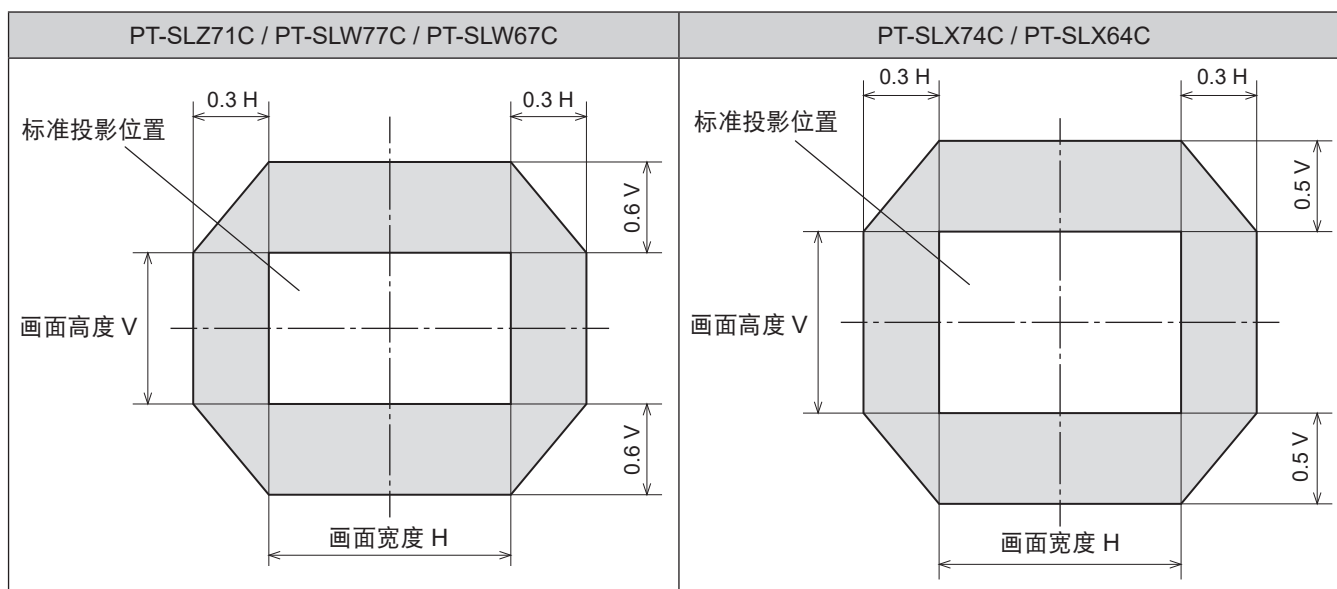 PT-SLZ71C / PT-SLW77C / PT-SLW67C
0.3 H
0.3 H
标准投影位置
0.6 V
画面高度 V
0.6 V
画面宽度 H
PT-SLX74C / PT-SLX64C
0.3 H
0.3 H
标准投影位置
0.5 V
画面高度 V
0.5 V
画面宽度 H